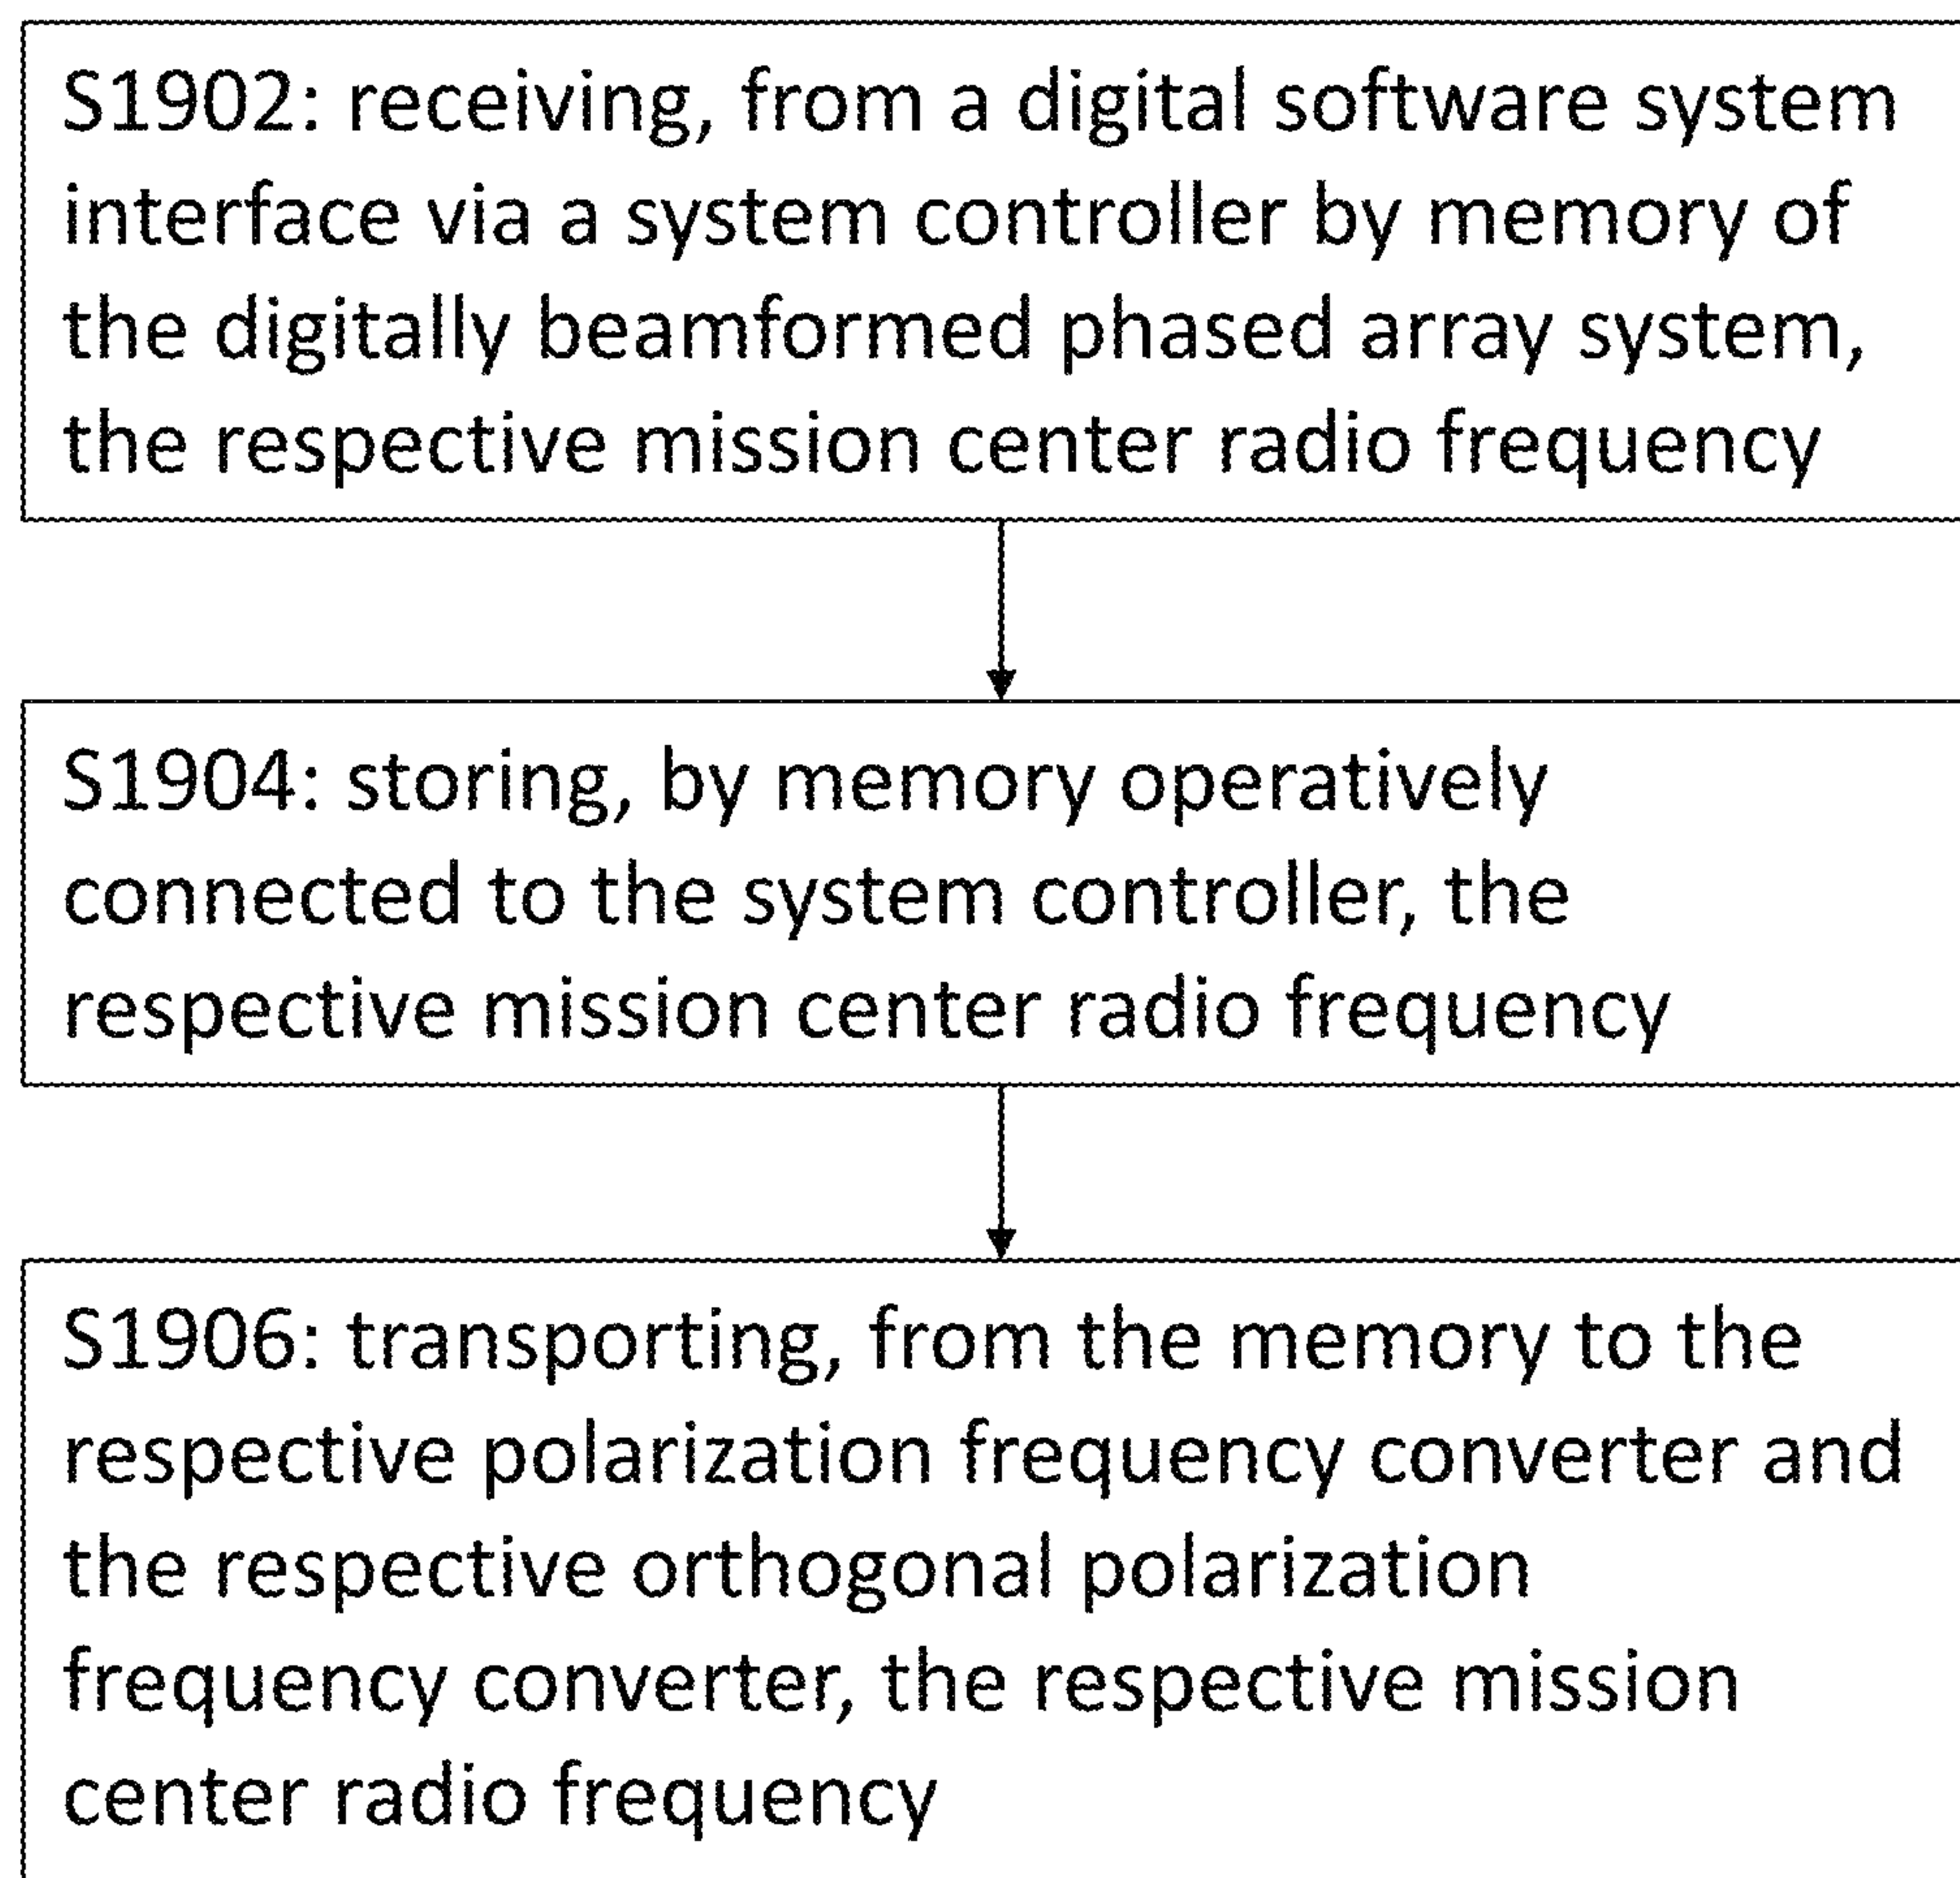 S1902: receiving, from a digital software system
interface via a system controller by memory of
the digitally beamformed phased array system,
the respective mission center radio frequency
S1904: storing, by memory operatively
connected to the system controller, the
respective mission center radio frequency
S1906: transporting, from the memory to the
respective polarization frequency converter and
the respective orthogonal polarization
frequency converter, the respective mission
center radio frequency